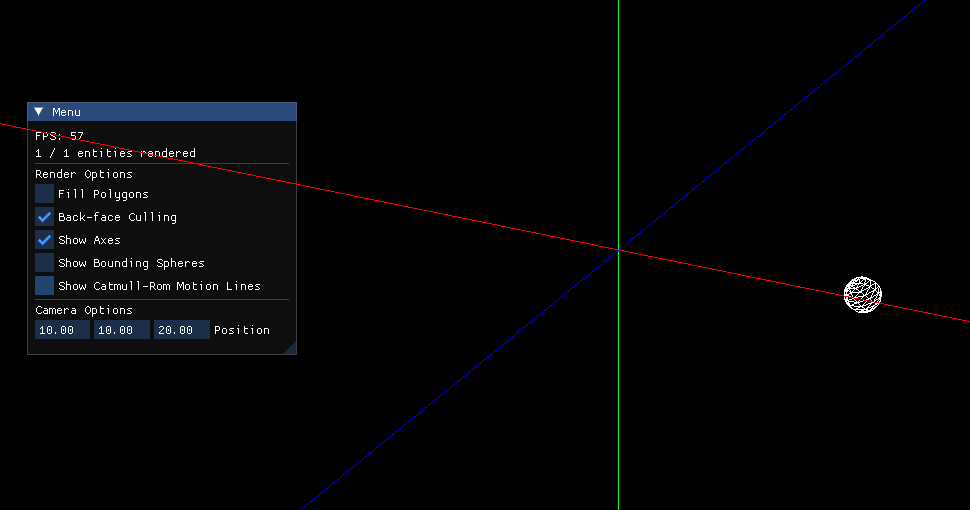 Menu
FPS: 57
1 / 1 entities rendered
Render Options
Fill Polygons
Back-face Culling
Show Axes
Show Bounding Spheres
Show Catmull-Rom Motion Lines
Camera Options
10.00 10.00 20.00 Position